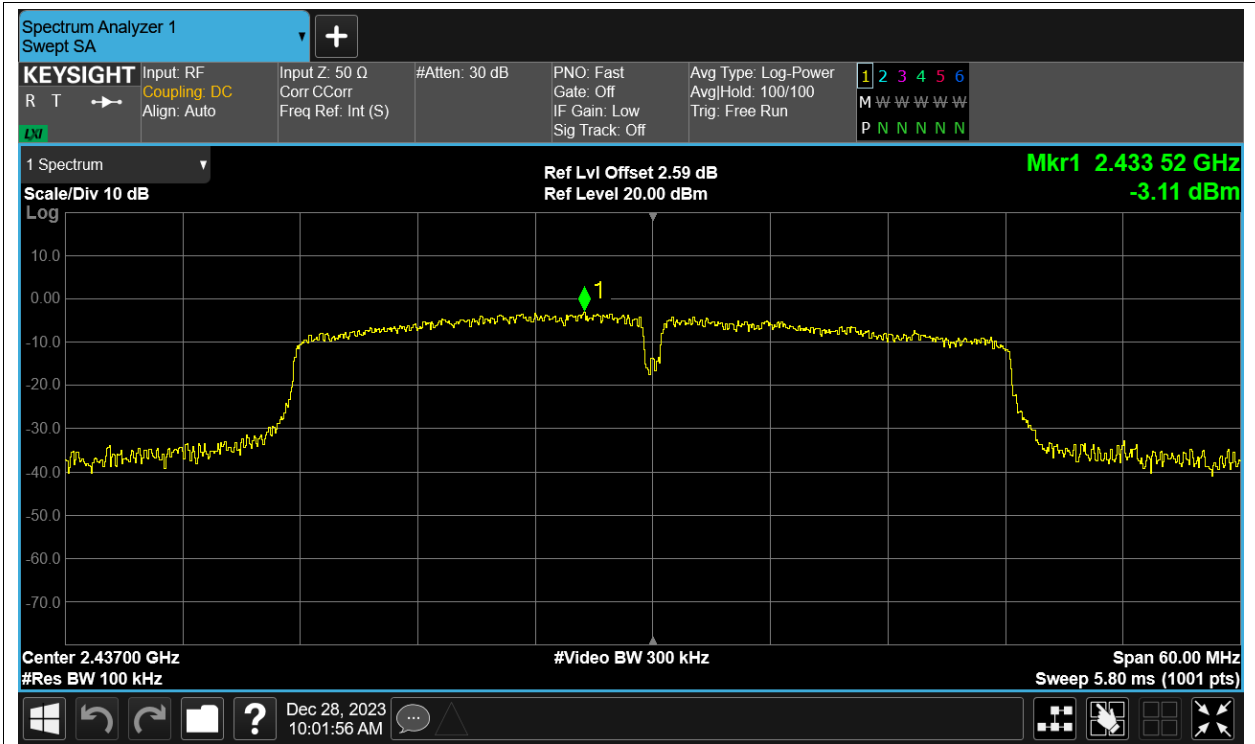 Spectrum Analyzer 1
Swept SA
KEYSIGHT
R T
LXI
Input: RF
Coupling: DC
Align: Auto
Input Z: 50 Ω
Corr CCorr
Freq Ref: Int (S)
#Atten: 30 dB
PNO: Fast
Gate: Off
IF Gain: Low
Sig Track: Off
Avg Type: Log-Power
Avg|Hold: 100/100
Trig: Free Run
1 2 3 4 5 6
M W W W W W
P N N N N N
1 Spectrum
Scale/Div 10 dB
Log
Ref Lvl Offset 2.59 dB
Ref Level 20.00 dBm
Mkr1 2.433 52 GHz
-3.11 dBm
10.0
0.00
-10.0
-20.0
-30.0
-40.0
-50.0
-60.0
-70.0
1
Center 2.43700 GHz
#Res BW 100 kHz
#Video BW 300 kHz
Span 60.00 MHz
Sweep 5.80 ms (1001 pts)
?
Dec 28, 2023
10:01:56 AM